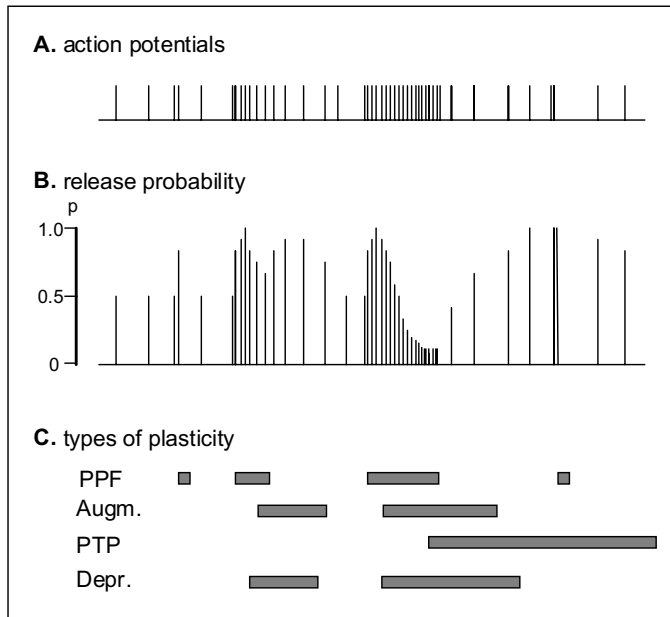 A. action potentials
B. release probability
p
1.0
0.5
0
C. types of plasticity
PPF
Augm.
PTP
Depr.